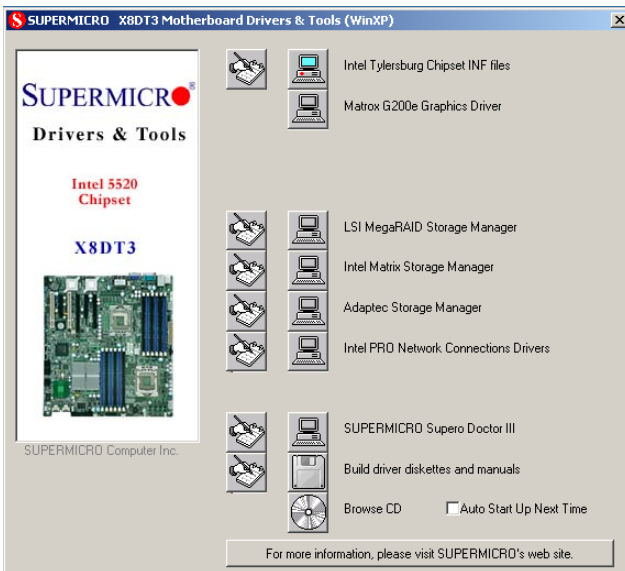 SUPERMICRO X8DT3 Motherboard Drivers & Tools (WinXP)
SUPERMICRO®
Drivers & Tools
Intel 5520
Chipset
X8DT3
SUPERMICRO Computer Inc.
Intel Tylersburg Chipset INF files
Matrox G200e Graphics Driver
LSI MegaRAID Storage Manager
Intel Matrix Storage Manager
Adaptec Storage Manager
Intel PRO Network Connections Drivers
SUPERMICRO Supero Doctor III
Build driver diskettes and manuals
Browse CD Auto Start Up Next Time
For more information, please visit SUPERMICRO's web site.